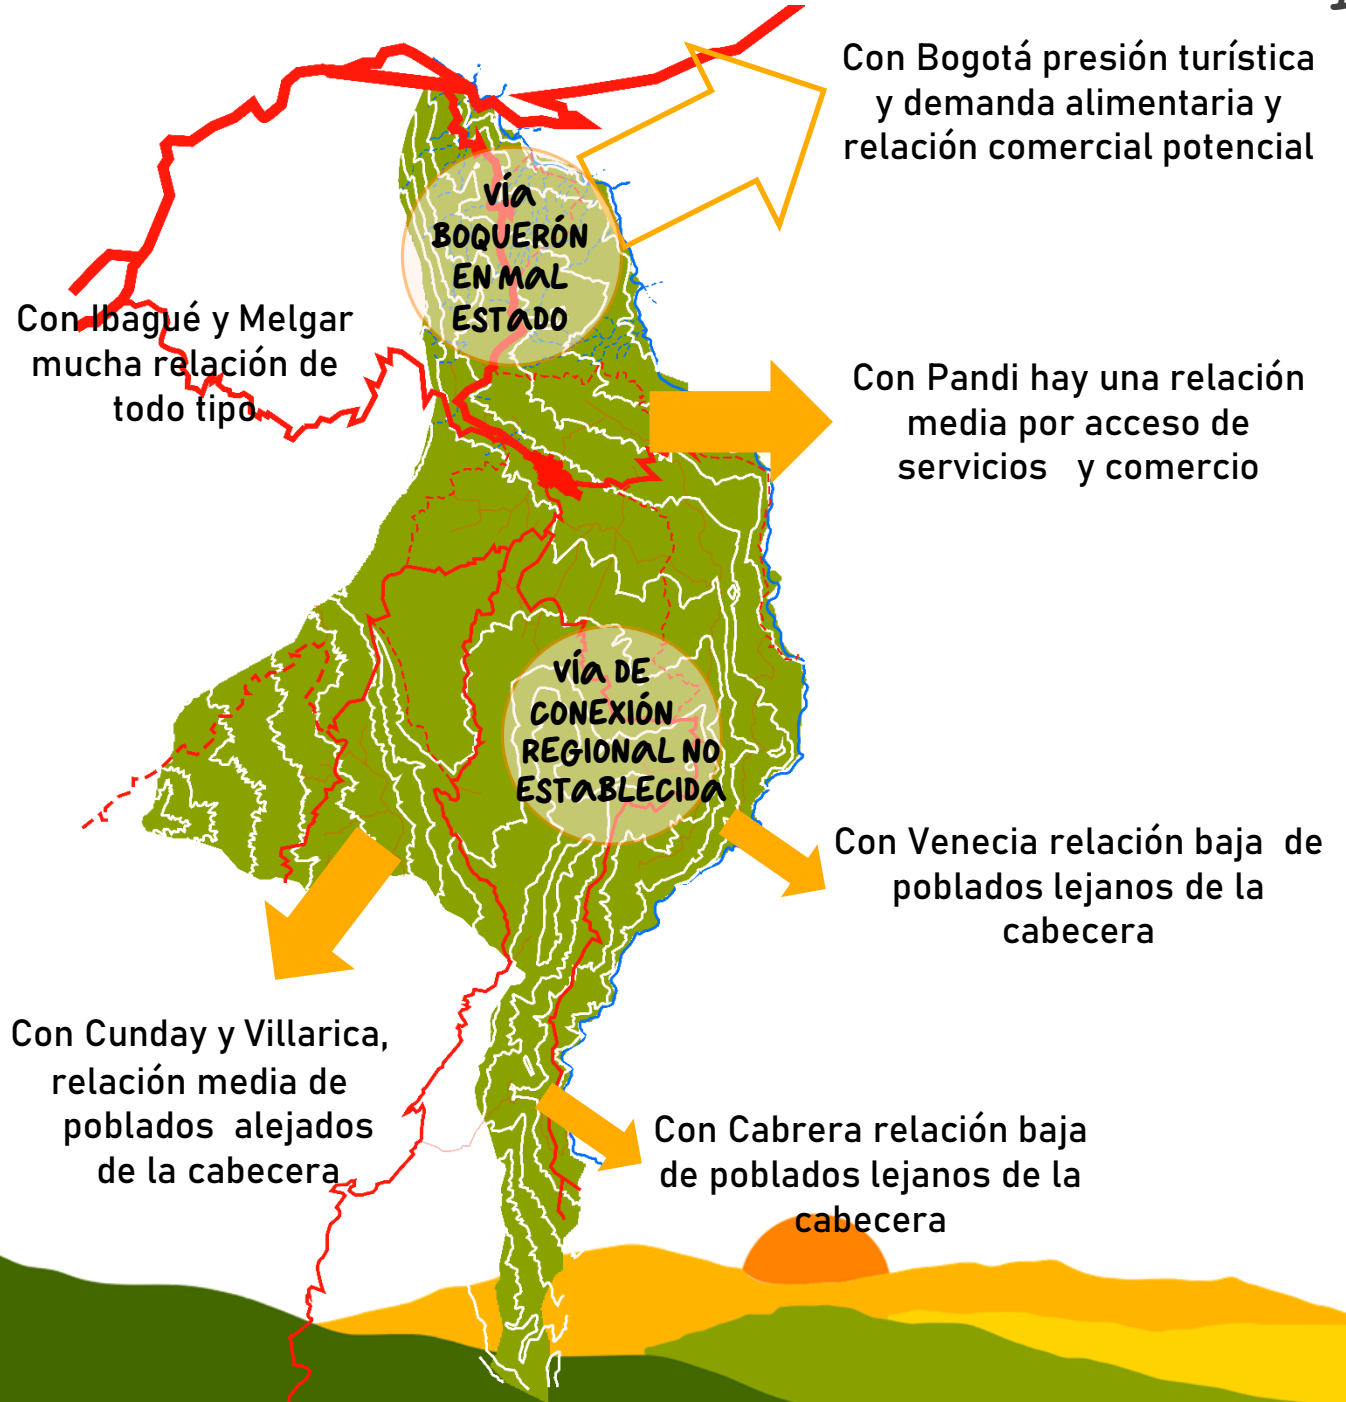 Con Bogotá presión turística
y demanda alimentaria y
relación comercial potencial
Vía
BOQUERÓN
EN MaL
ESTaDO
Con Ibagué y Melgar
mucha relación de
todo tipo
Con Pandi hay una relación
media por acceso de
servicios y comercio
Vía DE
CONEXIÓN
REGIONaL NO
ESTaBLECIDa
Con Venecia relación baja de
poblados lejanos de la
cabecera
Con Cunday y Villarica,
relación media de
poblados alejados
de la cabecera
Con Cabrera relación baja
de poblados lejanos de la
cabecera